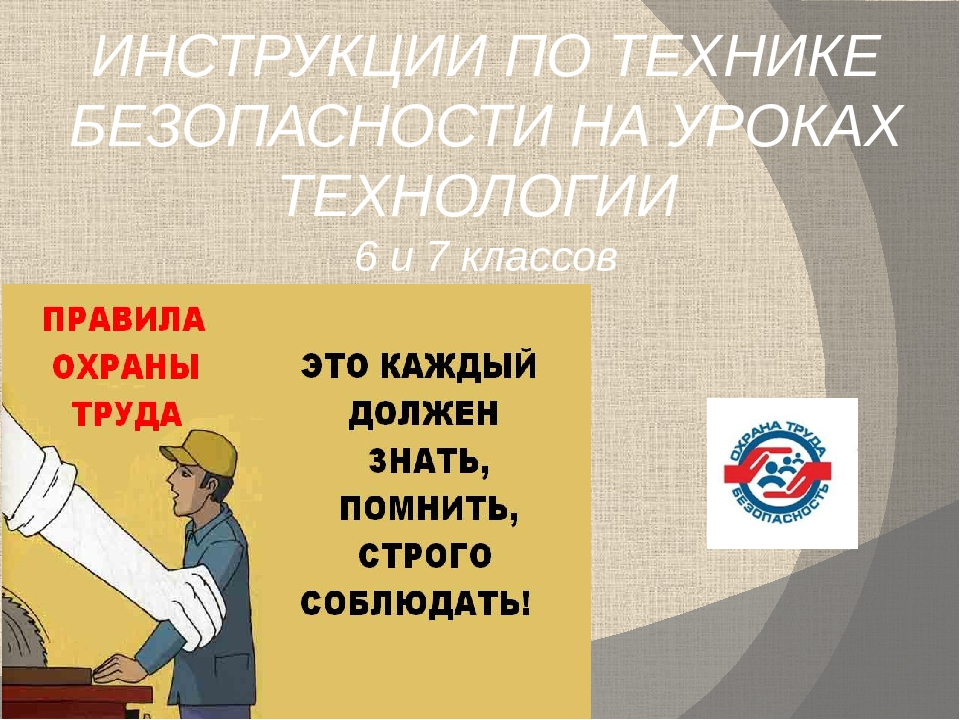 ИНСТРУКЦИИ ПО ТЕХНИКЕ
БЕЗОПАСНОСТИ НА УРОКАХ
ТЕХНОЛОГИИ
6 и 7 классов
ПРАВИЛА
ОХРАНЫ
ТРУДА
ЭТО КАЖДЫЙ
ДОЛЖЕН
ЗНАТЬ,
ПОМНИТЬ,
СТРОГО
СОБЛЮДАТЬ!
ОХРАНА ТРУДА
БЕЗОПАСНОСТЬ